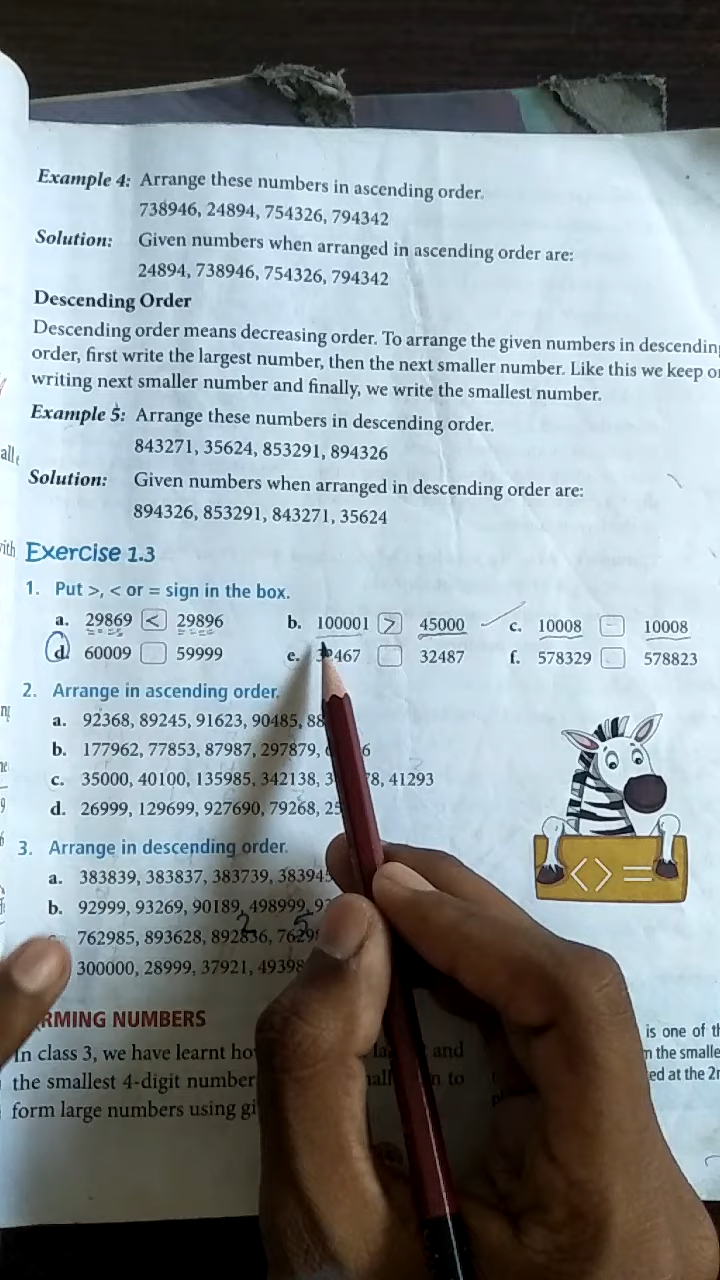 Example 4: Arrange these numbers in ascending order.
738946, 24894, 754326, 794342
Solution: Given numbers when arranged in ascending order are:
24894, 738946, 754326, 794342
Descending Order
Descending order means decreasing order. To arrange the given numbers in
order, first write the largest number, then the next smaller number. Like this we keep
writing next smaller number and finally, we write the smallest number.
Example 5: Arrange these numbers in descending order.
843271, 35624, 853291, 894326
Solution: Given numbers when arranged in descending order are:
894326, 853291, 843271, 35624
Exercise 1.3
1. Put >, < or = sign in the box.
a. 29869 < 29896 b. 100001 > 45000 c. 10008 10008
d. 60009 59999 e. 32487 f. 578329 578823
2. Arrange in ascending order.
a. 92368, 89245, 91623, 90485,
b. 177962, 77853, 87987, 297879,
c. 35000, 40100, 135985, 342138, 41293
d. 26999, 129699, 927690, 79268,
3. Arrange in descending order.
a. 383839, 383837, 383739,
b. 92999, 93269, 90189, 498999,
762985, 893628,
300000, 28999, 37921,
NUMBERS
In class 3, we have learnt and
the smallest 4-digit number to
form large numbers using
is one of
the
at the
< > =